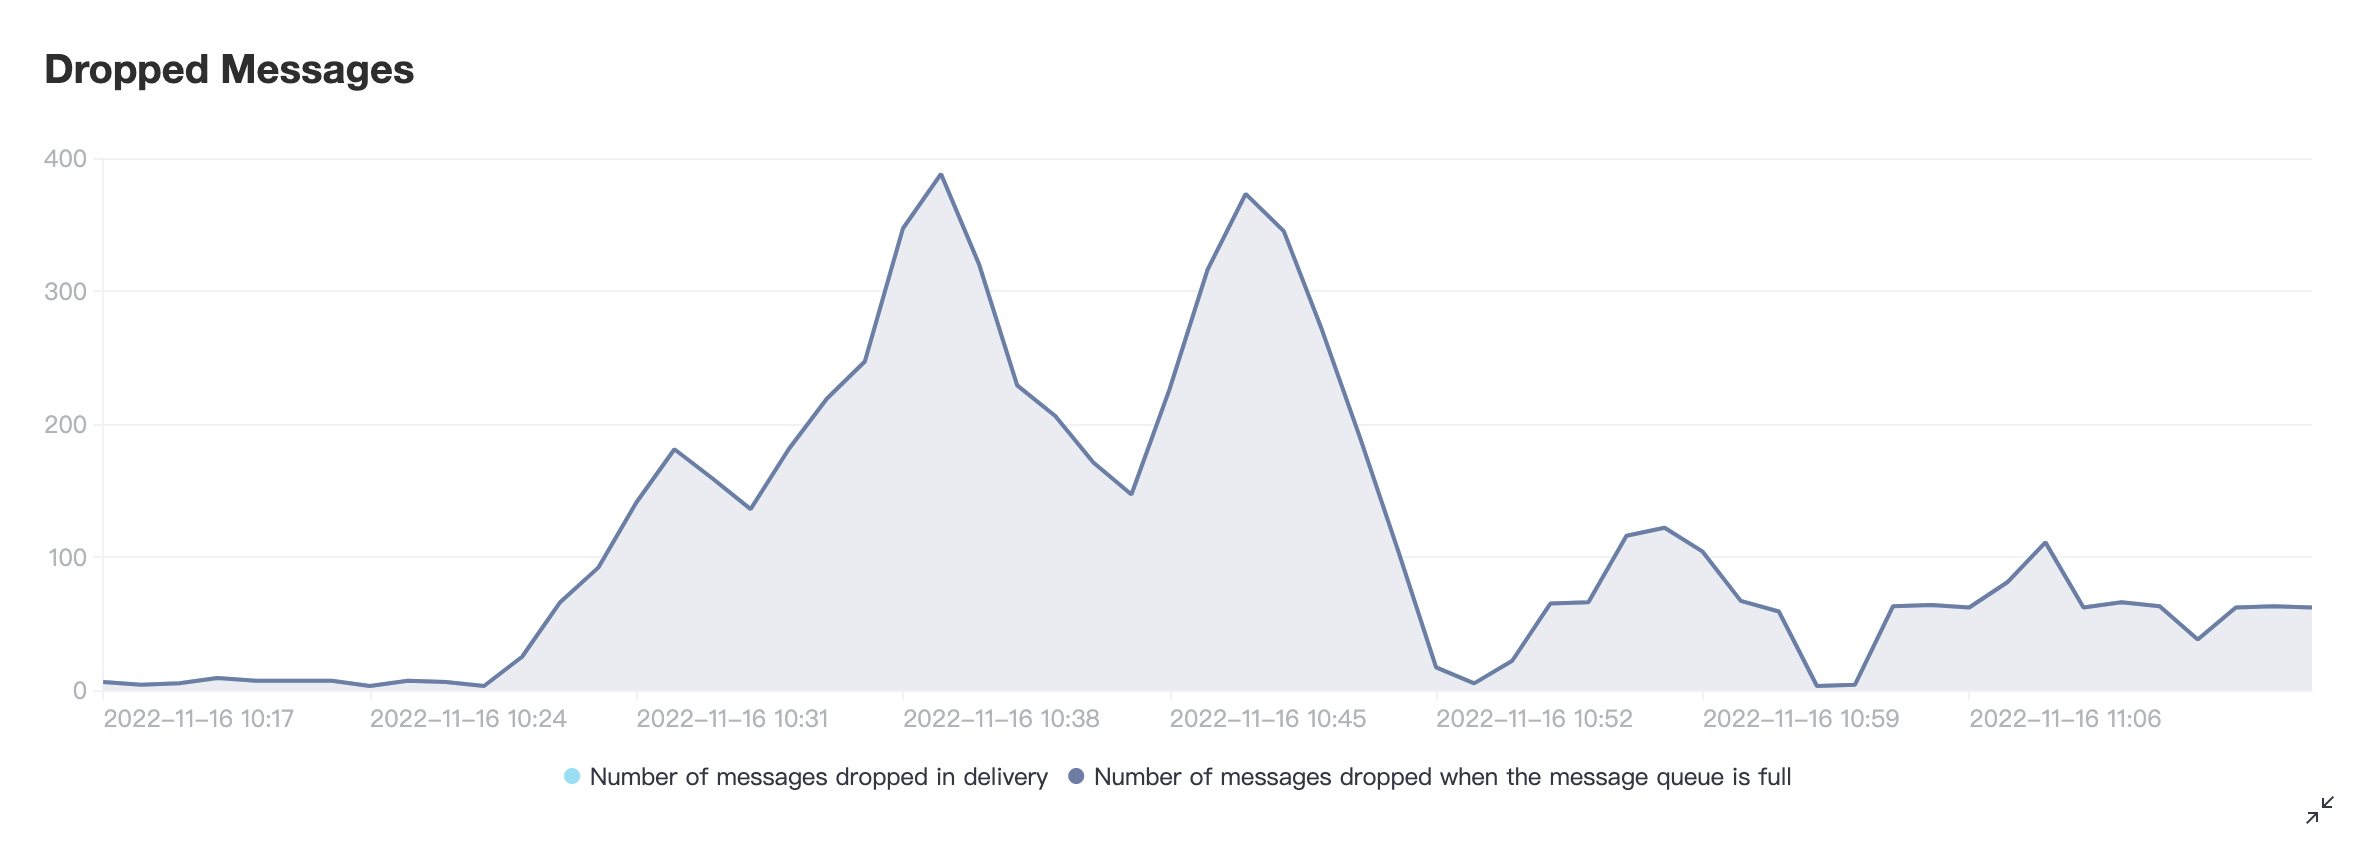 Dropped Messages
400
300
200
100
0
2022-11-16 10:17 2022-11-16 10:24 2022-11-16 10:31 2022-11-16 10:38 2022-11-16 10:45 2022-11-16 10:52 2022-11-16 10:59 2022-11-16 11:06
Number of messages dropped in delivery Number of messages dropped when the message queue is full